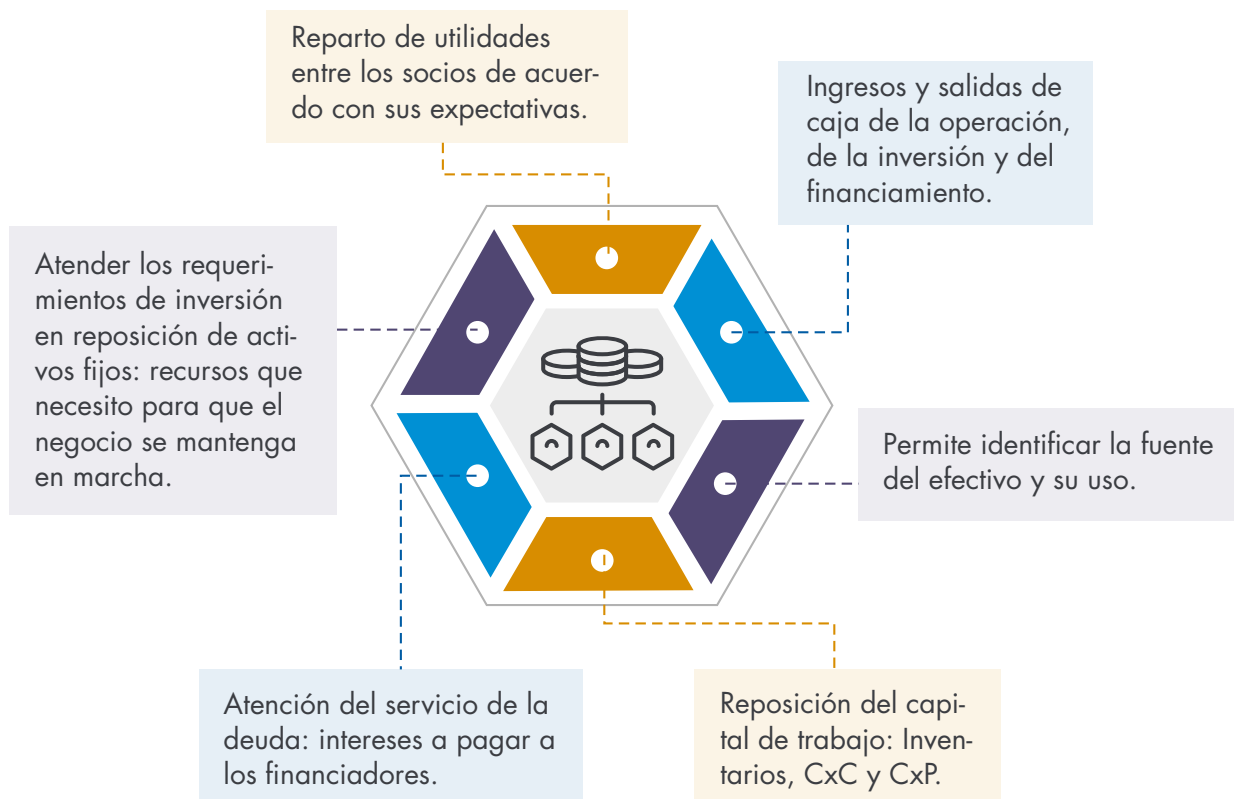 Reparto de utilidades
entre los socios de acuer-
do con sus expectativas.
Ingresos y salidas de
caja de la operación,
de la inversión y del
financiamiento.
Atender los requeri-
mientos de inversión
en reposición de acti-
vos fijos: recursos que
necesito para que el
negocio se mantenga
en marcha.
Permite identificar la fuente
del efectivo y su uso.
Atención del servicio de la
deuda: intereses a pagar a
los financiadores.
Reposición del capi-
tal de trabajo: Inven-
tarios, CxC y CxP.